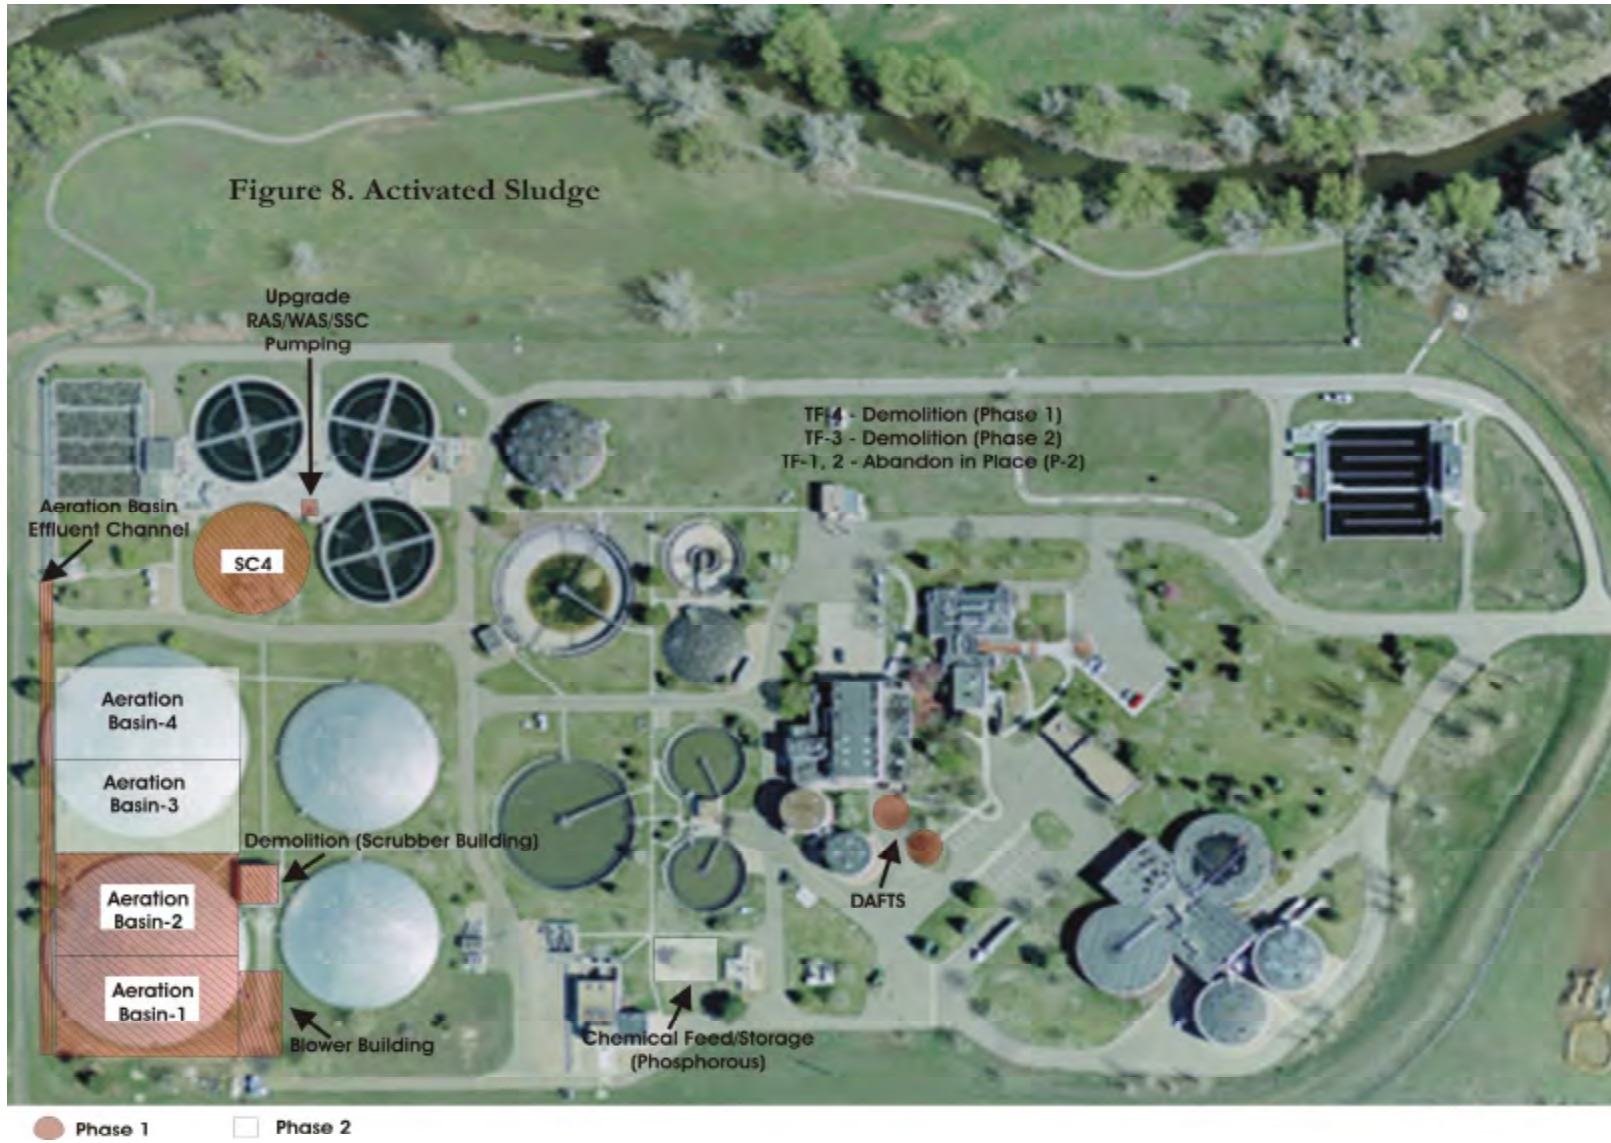 Figure 8. Activated Sludge
Upgrade
RAS/WAS/SSC
Pumping
TF-4 - Demolition (Phase 1)
TF-3 - Demolition (Phase 2)
TF-1, 2 - Abandon in Place (P-2)
Aeration Basin
Effluent Channel
SC4
Aeration
Basin-4
Aeration
Basin-3
Demolition (Scrubber Building)
Aeration
Basin-2
DAFTS
Aeration
Basin-1
Blower Building
Chemical Feed/Storage
(Phosphorous)
Phase 1
Phase 2